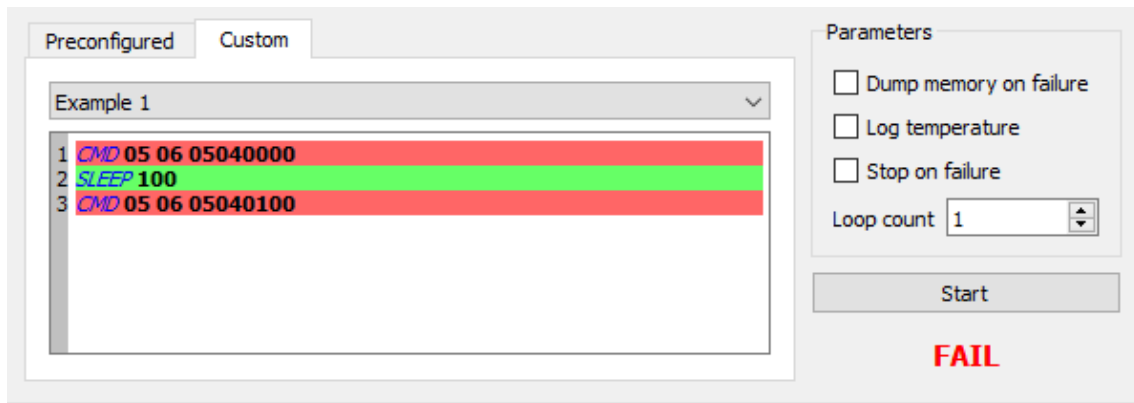 Preconfigured
Custom
Example 1
1 CMD 05 06 05040000
2 SLEEP 100
3 CMD 05 06 05040100
Parameters
Dump memory on failure
Log temperature
Stop on failure
Loop count 1
Start
FAIL